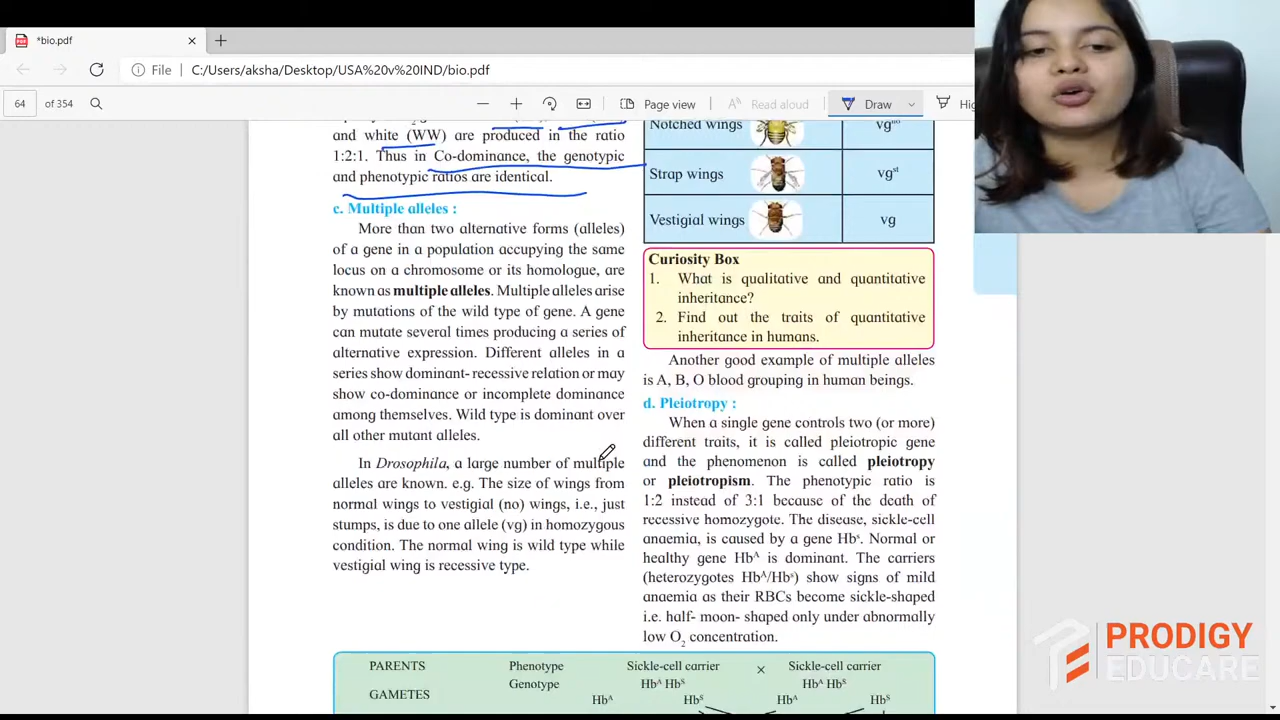 *bio.pdf
File
C:/Users/aksha/Desktop/USA%20v%20IND/bio.pdf
64
of 354
Page view
Read aloud
Draw
and white (WW) are produced in the ratio
1:2:1. Thus in Co-dominance, the genotypic
and phenotypic ratios are identical.
c. Multiple alleles :
More than two alternative forms (alleles)
of a gene in a population accupying the same
locus on a chromosome or its homologue, are
known as multiple alleles. Multiple alleles arise
by mutations of the wild type of gene. A gene
can mutate several times producing a series of
alternative expression. Different alleles in a
series show dominant- recessive relation or may
show co-dominance or incomplete dominance
among themselves. Wild type is dominant over
all other mutant alleles.
In Drosophila, a large number of multiple
alleles are known. e.g. The size of wings from
normal wings to vestigial (no) wings, i.e., just
stumps, is due to one allele (vg) in homozygous
condition. The normal wing is wild type while
vestigial wing is recessive type.
Notched wings vg
Strap wings vgˢᵗ
Vestigial wings vg
Curiosity Box
1. What is qualitative and quantitative
inheritance?
2. Find out the traits of quantitative
inheritance in humans.
Another good example of multiple alleles
is A, B, O blood grouping in human beings.
d. Pleiotropy :
When a single gene controls two (or more)
different traits, it is called pleiotropic gene
and the phenomenon is called pleiotropy
or pleiotropism. The phenotypic ratio is
1:2 instead of 3:1 because of the death of
recessive homozygote. The disease, sickle-cell
anaemia, is caused by a gene Hbˢ. Normal or
healthy gene Hbᴬ is dominant. The carriers
(heterozygotes Hbᴬ/Hbˢ) show signs of mild
anaemia as their RBCs become sickle-shaped
i.e. half- moon- shaped only under abnormally
low O₂ concentration.
PARENTS Phenotype Sickle-cell carrier × Sickle-cell carrier
Genotype Hbᴬ Hbˢ Hbᴬ Hbˢ
GAMETES Hbᴬ Hbˢ Hbᴬ Hbˢ
PRODIGY
EDUCARE